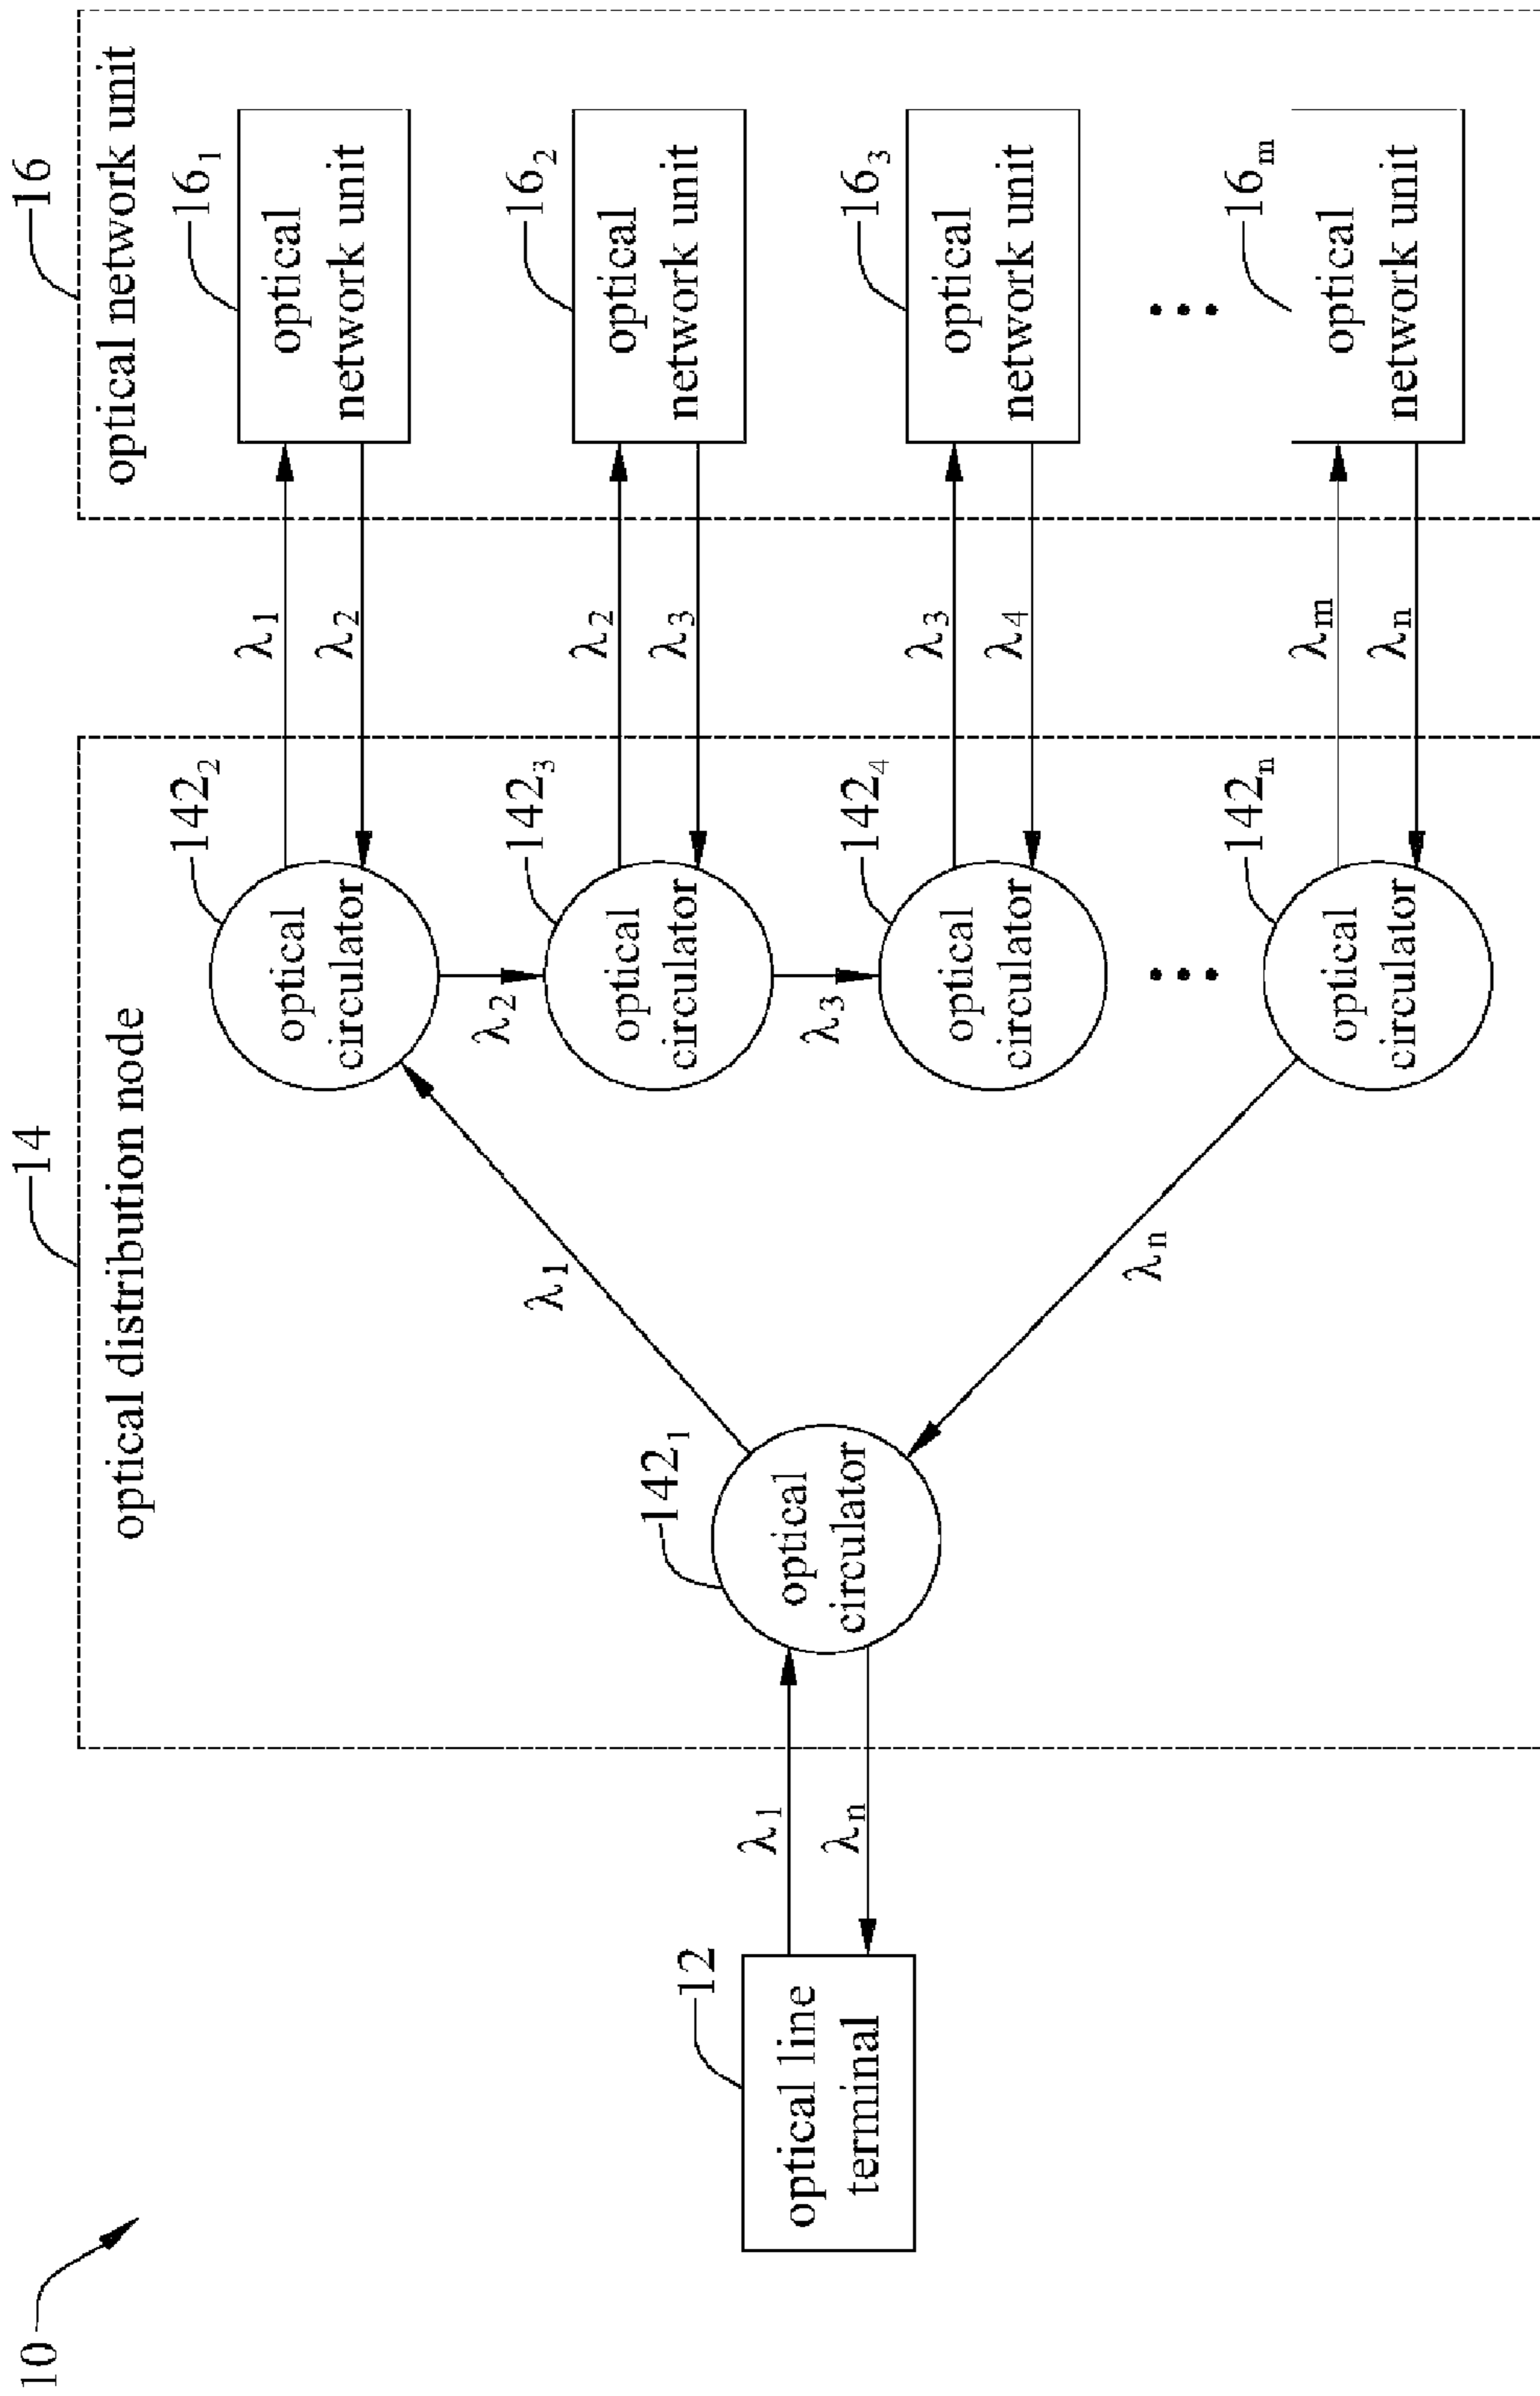 10
14
16
optical distribution node
optical network unit
142₂
λ₁
λ₂
16₁
optical
circulator
optical
network unit
λ₂
142₃
λ₂
λ₃
16₂
optical
circulator
optical
network unit
λ₃
142₄
λ₃
λ₄
16₃
optical
circulator
optical
network unit
142ₙ
λₘ
λₙ
16ₘ
optical
circulator
optical
network unit
λ₁
λₙ
142₁
optical
circulator
λ₁
λₙ
12
optical line
terminal